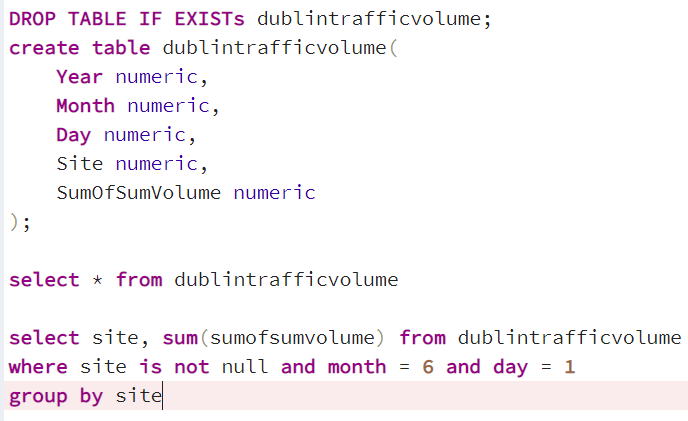 DROP TABLE IF EXISTs dublintrafficvolume;
create table dublintrafficvolume(
    Year numeric,
    Month numeric,
    Day numeric,
    Site numeric,
    SumOfSumVolume numeric
);
select * from dublintrafficvolume
select site, sum(sumofsumvolume) from dublintrafficvolume
where site is not null and month = 6 and day = 1
group by site